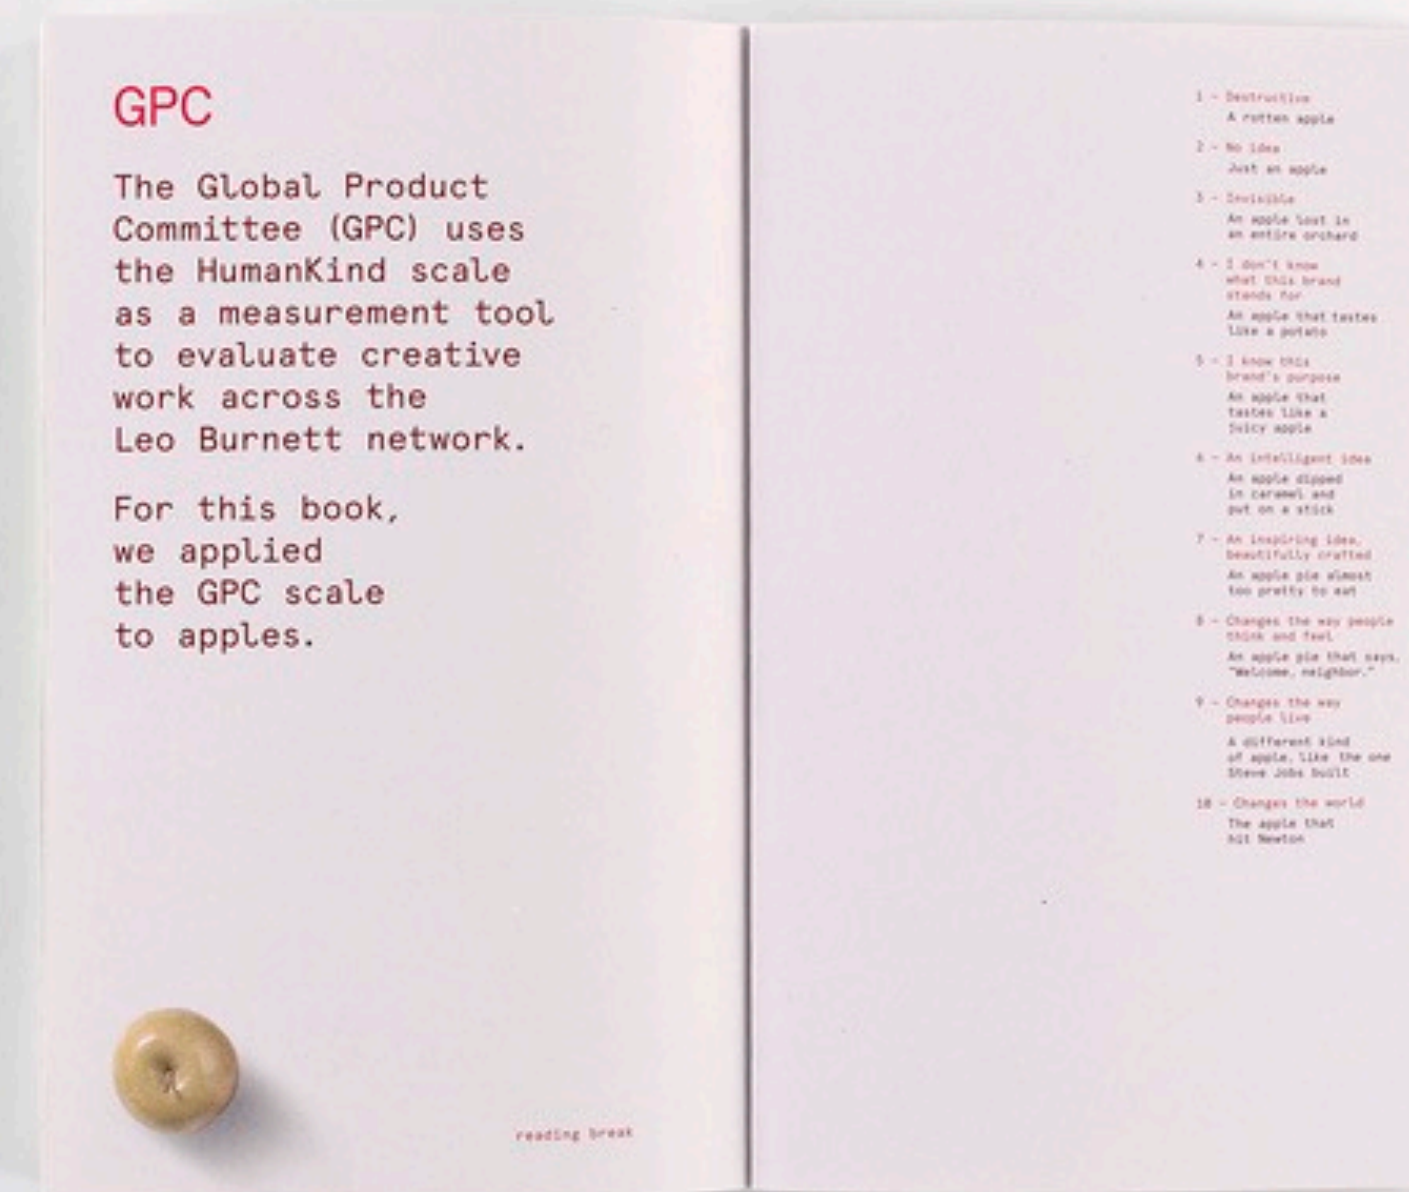 GPC
The Global Product
Committee (GPC) uses
the HumanKind scale
as a measurement tool
to evaluate creative
work across the
Leo Burnett network.
For this book,
we applied
the GPC scale
to apples.
reading break
1 - Destructive
A rotten apple
2 - No idea
Just an apple
3 - Invisible
An apple lost in
an entire orchard
4 - I don't know
what this brand
stands for
An apple that tastes
like a potato
5 - I know this
brand's purpose
An apple that
tastes like a
juicy apple
6 - An intelligent idea
An apple dipped
in caramel and
put on a stick
7 - An inspiring idea,
beautifully crafted
An apple pie almost
too pretty to eat
8 - Changes the way people
think and feel
An apple pie that says,
"Welcome, neighbor."
9 - Changes the way
people live
A different kind
of apple, like the one
Steve Jobs built
10 - Changes the world
The apple that
hit Newton